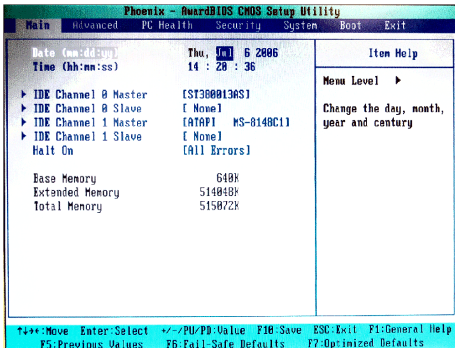 Phoenix - AwardBIOS CMOS Setup Utility
Main Advanced PC Health Security System Boot Exit
Date (mm:dd:yy) Thu, Jul 6 2006
Time (hh:mm:ss) 14 : 20 : 36
▶ IDE Channel 0 Master [ST380013AS]
▶ IDE Channel 0 Slave [ None]
▶ IDE Channel 1 Master [ATAPI MS-8148C1]
▶ IDE Channel 1 Slave [ None]
Halt On [All Errors]
Base Memory 640K
Extended Memory 514048K
Total Memory 515072K
Item Help
Menu Level ▶
Change the day, month,
year and century
↑↓→←:Move Enter:Select +/-/PU/PD:Value F10:Save ESC:Exit F1:General Help
F5:Previous Values F6:Fail-Safe Defaults F7:Optimized Defaults